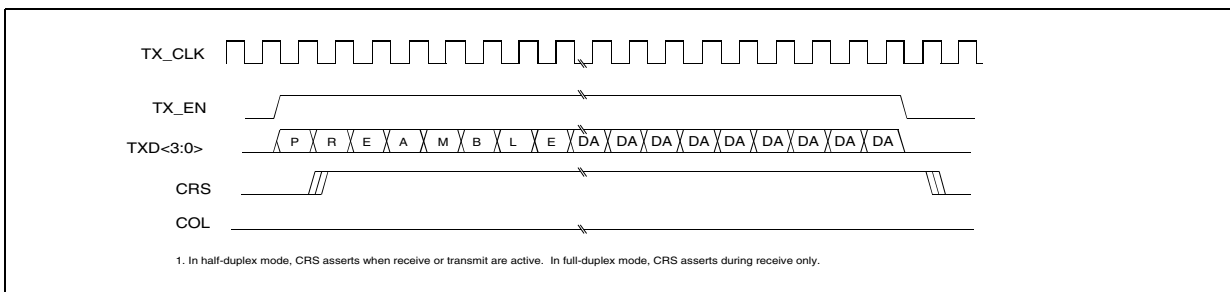 TX_CLK
TX_EN
TXD<3:0> P R E A M B L E DA DA DA DA DA DA DA DA DA
CRS
COL
1. In half-duplex mode, CRS asserts when receive or transmit are active. In full-duplex mode, CRS asserts during receive only.